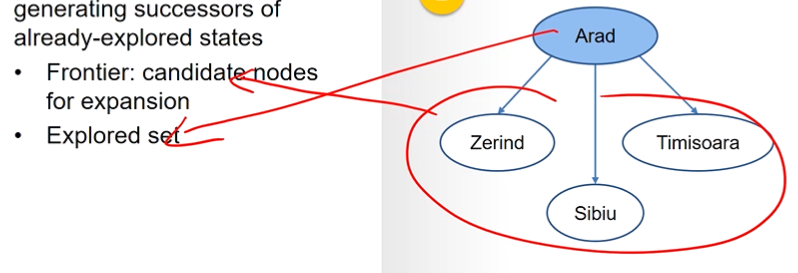 generating successors of
already-explored states
• Frontier: candidate nodes
for expansion
• Explored set
Arad
Zerind
Timisoara
Sibiu